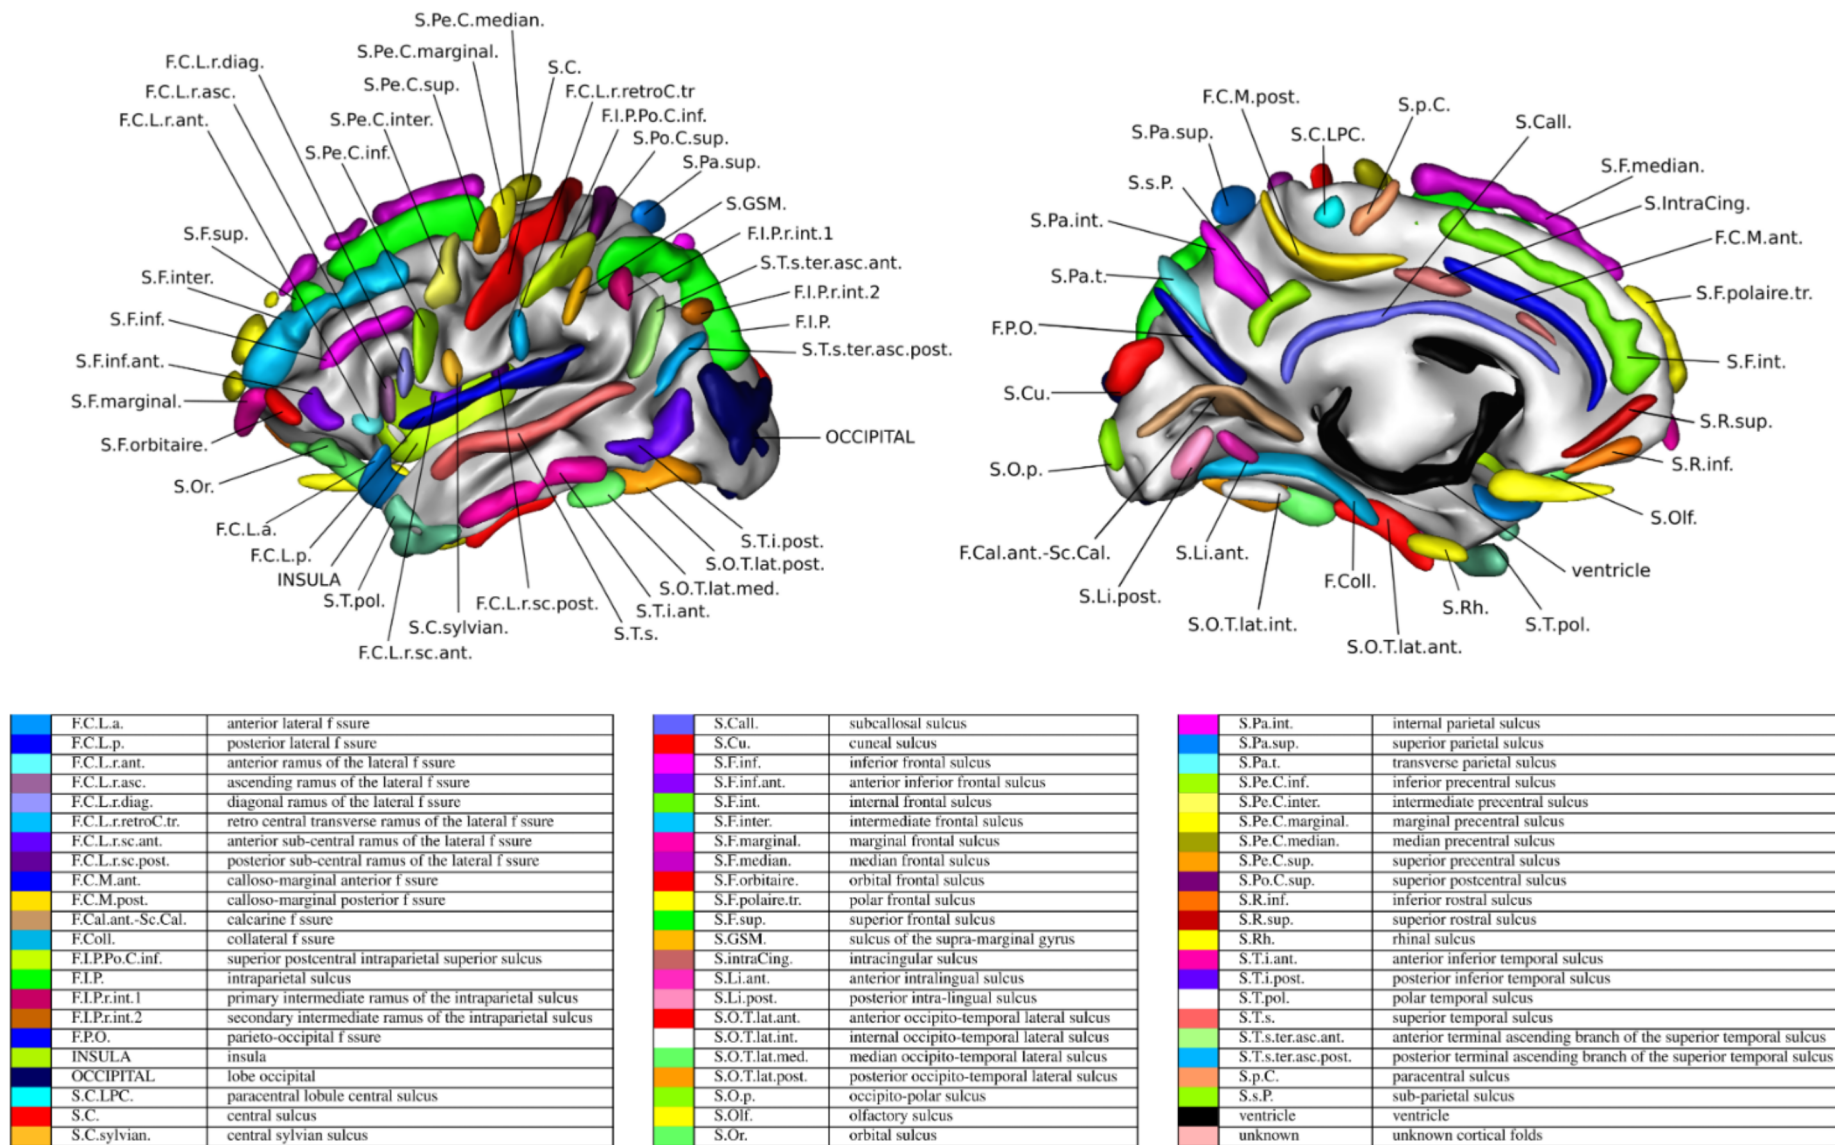 S.Pe.C.median.
S.Pe.C.marginal.
F.C.L.r.diag.
S.C.
S.Pe.C.sup.
F.C.L.r.asc.
F.C.L.r.retroC.tr
F.C.L.r.ant.
S.Pe.C.inter.
F.I.P.Po.C.inf.
S.Po.C.sup.
S.Pe.C.inf.
S.Pa.sup.
S.GSM.
S.F.sup.
F.I.P.r.int.1
S.T.s.ter.asc.ant.
S.F.inter.
F.I.P.r.int.2
S.F.inf.
F.I.P.
S.T.s.ter.asc.post.
S.F.inf.ant.
S.F.marginal.
S.F.orbitaire.
OCCIPITAL
S.Or.
F.C.L.a.
S.T.i.post.
F.C.L.p.
S.O.T.lat.post.
INSULA
S.O.T.lat.med.
S.T.pol.
F.C.L.r.sc.post.
S.T.i.ant.
S.C.sylvian.
S.T.s.
F.C.L.r.sc.ant.
F.C.M.post.
S.p.C.
S.Pa.sup.
S.C.LPC.
S.Call.
S.F.median.
S.s.P.
S.IntraCing.
S.Pa.int.
F.C.M.ant.
S.Pa.t.
S.F.polaire.tr.
F.P.O.
S.F.int.
S.Cu.
S.R.sup.
S.O.p.
S.R.inf.
S.Olf.
F.Cal.ant.-Sc.Cal.
S.Li.ant.
ventricle
F.Coll.
S.Li.post.
S.Rh.
S.O.T.lat.int.
S.T.pol.
S.O.T.lat.ant.
F.C.L.a. anterior lateral f ssure
F.C.L.p. posterior lateral f ssure
F.C.L.r.ant. anterior ramus of the lateral f ssure
F.C.L.r.asc. ascending ramus of the lateral f ssure
F.C.L.r.diag. diagonal ramus of the lateral f ssure
F.C.L.r.retroC.tr. retro central transverse ramus of the lateral f ssure
F.C.L.r.sc.ant. anterior sub-central ramus of the lateral f ssure
F.C.L.r.sc.post. posterior sub-central ramus of the lateral f ssure
F.C.M.ant. calloso-marginal anterior f ssure
F.C.M.post. calloso-marginal posterior f ssure
F.Cal.ant.-Sc.Cal. calcarine f ssure
F.Coll. collateral f ssure
F.I.P.Po.C.inf. superior postcentral intraparietal superior sulcus
F.I.P. intraparietal sulcus
F.I.P.r.int.1 primary intermediate ramus of the intraparietal sulcus
F.I.P.r.int.2 secondary intermediate ramus of the intraparietal sulcus
F.P.O. parieto-occipital f ssure
INSULA insula
OCCIPITAL lobe occipital
S.C.LPC. paracentral lobule central sulcus
S.C. central sulcus
S.C.sylvian. central sylvian sulcus
S.Call. subcallosal sulcus
S.Cu. cuneal sulcus
S.F.inf. inferior frontal sulcus
S.F.inf.ant. anterior inferior frontal sulcus
S.F.int. internal frontal sulcus
S.F.inter. intermediate frontal sulcus
S.F.marginal. marginal frontal sulcus
S.F.median. median frontal sulcus
S.F.orbitaire. orbital frontal sulcus
S.F.polaire.tr. polar frontal sulcus
S.F.sup. superior frontal sulcus
S.GSM. sulcus of the supra-marginal gyrus
S.intraCing. intracingular sulcus
S.Li.ant. anterior intralingual sulcus
S.Li.post. posterior intra-lingual sulcus
S.O.T.lat.ant. anterior occipito-temporal lateral sulcus
S.O.T.lat.int. internal occipito-temporal lateral sulcus
S.O.T.lat.med. median occipito-temporal lateral sulcus
S.O.T.lat.post. posterior occipito-temporal lateral sulcus
S.O.p. occipito-polar sulcus
S.Olf. olfactory sulcus
S.Or. orbital sulcus
S.Pa.int. internal parietal sulcus
S.Pa.sup. superior parietal sulcus
S.Pa.t. transverse parietal sulcus
S.Pe.C.inf. inferior precentral sulcus
S.Pe.C.inter. intermediate precentral sulcus
S.Pe.C.marginal. marginal precentral sulcus
S.Pe.C.median. median precentral sulcus
S.Pe.C.sup. superior precentral sulcus
S.Po.C.sup. superior postcentral sulcus
S.R.inf. inferior rostral sulcus
S.R.sup. superior rostral sulcus
S.Rh. rhinal sulcus
S.T.i.ant. anterior inferior temporal sulcus
S.T.i.post. posterior inferior temporal sulcus
S.T.pol. polar temporal sulcus
S.T.s. superior temporal sulcus
S.T.s.ter.asc.ant. anterior terminal ascending branch of the superior temporal sulcus
S.T.s.ter.asc.post. posterior terminal ascending branch of the superior temporal sulcus
S.p.C. paracentral sulcus
S.s.P. sub-parietal sulcus
ventricle ventricle
unknown unknown cortical folds